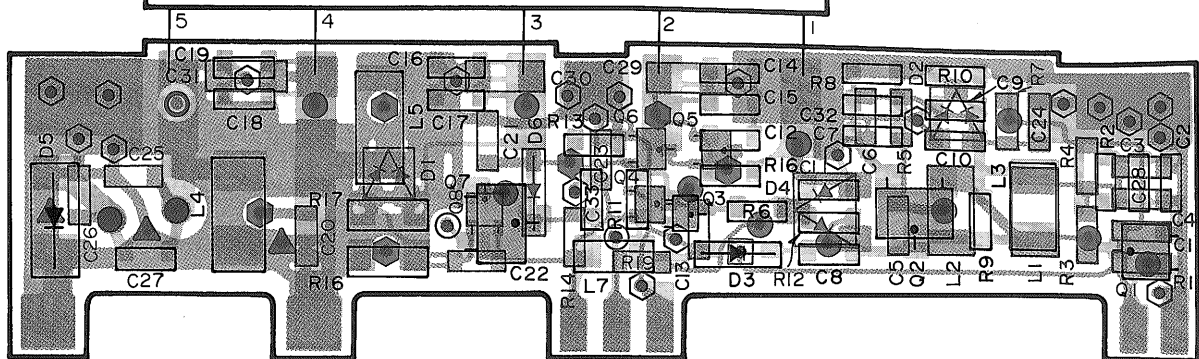 5 4 3 2 1
C19 C16 C30 C29 C14 R8 D2 R10 C9 R7
C31 C18 L5 C17 C2 D6 R13 Q6 Q5 C15 C32 C24
C12 C7 C6 R5 C10 R4 R2 C3 C2
D5 C25 D1 Q7 C23 Q4 R16 C11 L3 C28
L4 R17 Q8 C33 R11 Q3 D4 R6 C4
C26 C20 C1
C27 R16 C22 R14 L7 R19 C13 D3 R12 C8 C5 Q2 L2 R9 L1 R3 Q1 R1